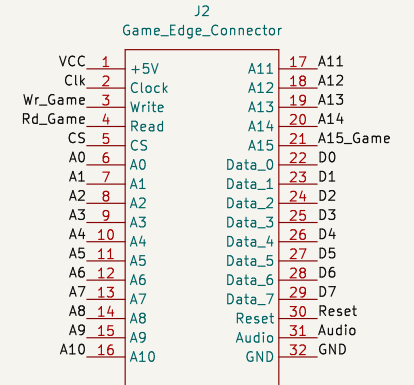 J2
Game_Edge_Connector
VCC 1 +5V A11 17 A11
Clk 2 Clock A12 18 A12
Wr_Game 3 Write A13 19 A13
Rd_Game 4 Read A14 20 A14
CS 5 CS A15 21 A15_Game
A0 6 A0 Data_0 22 D0
A1 7 A1 Data_1 23 D1
A2 8 A2 Data_2 24 D2
A3 9 A3 Data_3 25 D3
A4 10 A4 Data_4 26 D4
A5 11 A5 Data_5 27 D5
A6 12 A6 Data_6 28 D6
A7 13 A7 Data_7 29 D7
A8 14 A8 Reset 30 Reset
A9 15 A9 Audio 31 Audio
A10 16 A10 GND 32 GND